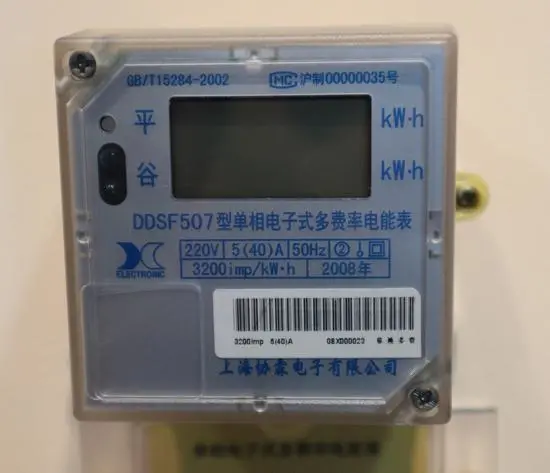 GB/T15284-2002 MC 沪制00000035号
平 kW·h
谷 kW·h
DDSF507型单相电子式多费率电能表
ELECTRONIC
220V 5(40)A 50Hz ②
3200imp/kW·h 2008年
3200imp 5(40)A 08X000023
上海协霖电子有限公司